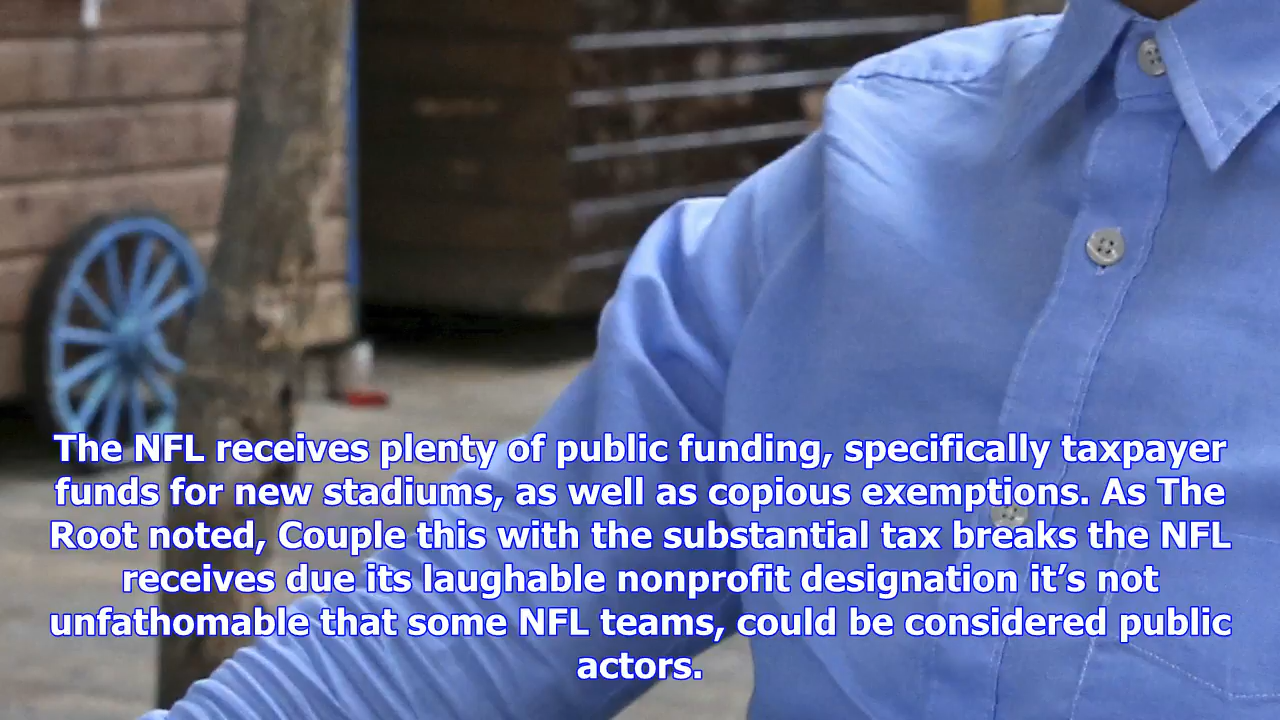 The NFL receives plenty of public funding, specifically taxpayer
funds for new stadiums, as well as copious exemptions. As The
Root noted, Couple this with the substantial tax breaks the NFL
receives due its laughable nonprofit designation it’s not
unfathomable that some NFL teams, could be considered public
actors.